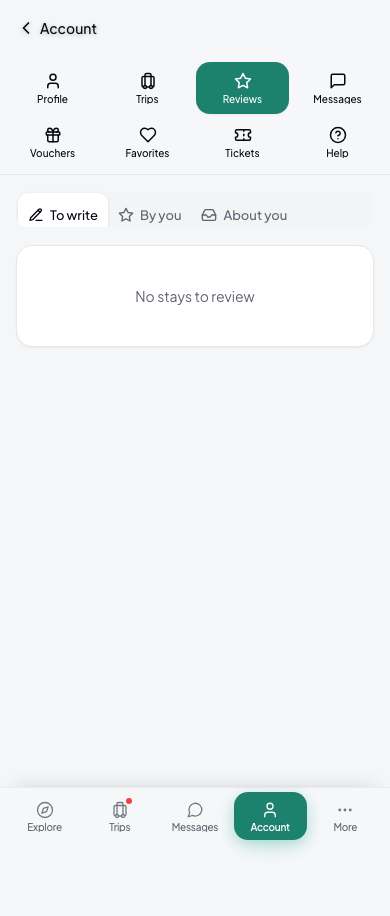 Account
Profile
Trips
Reviews
Messages
Vouchers
Favorites
Tickets
Help
To write
By you
About you
No stays to review
Explore
Trips
Messages
Account
More